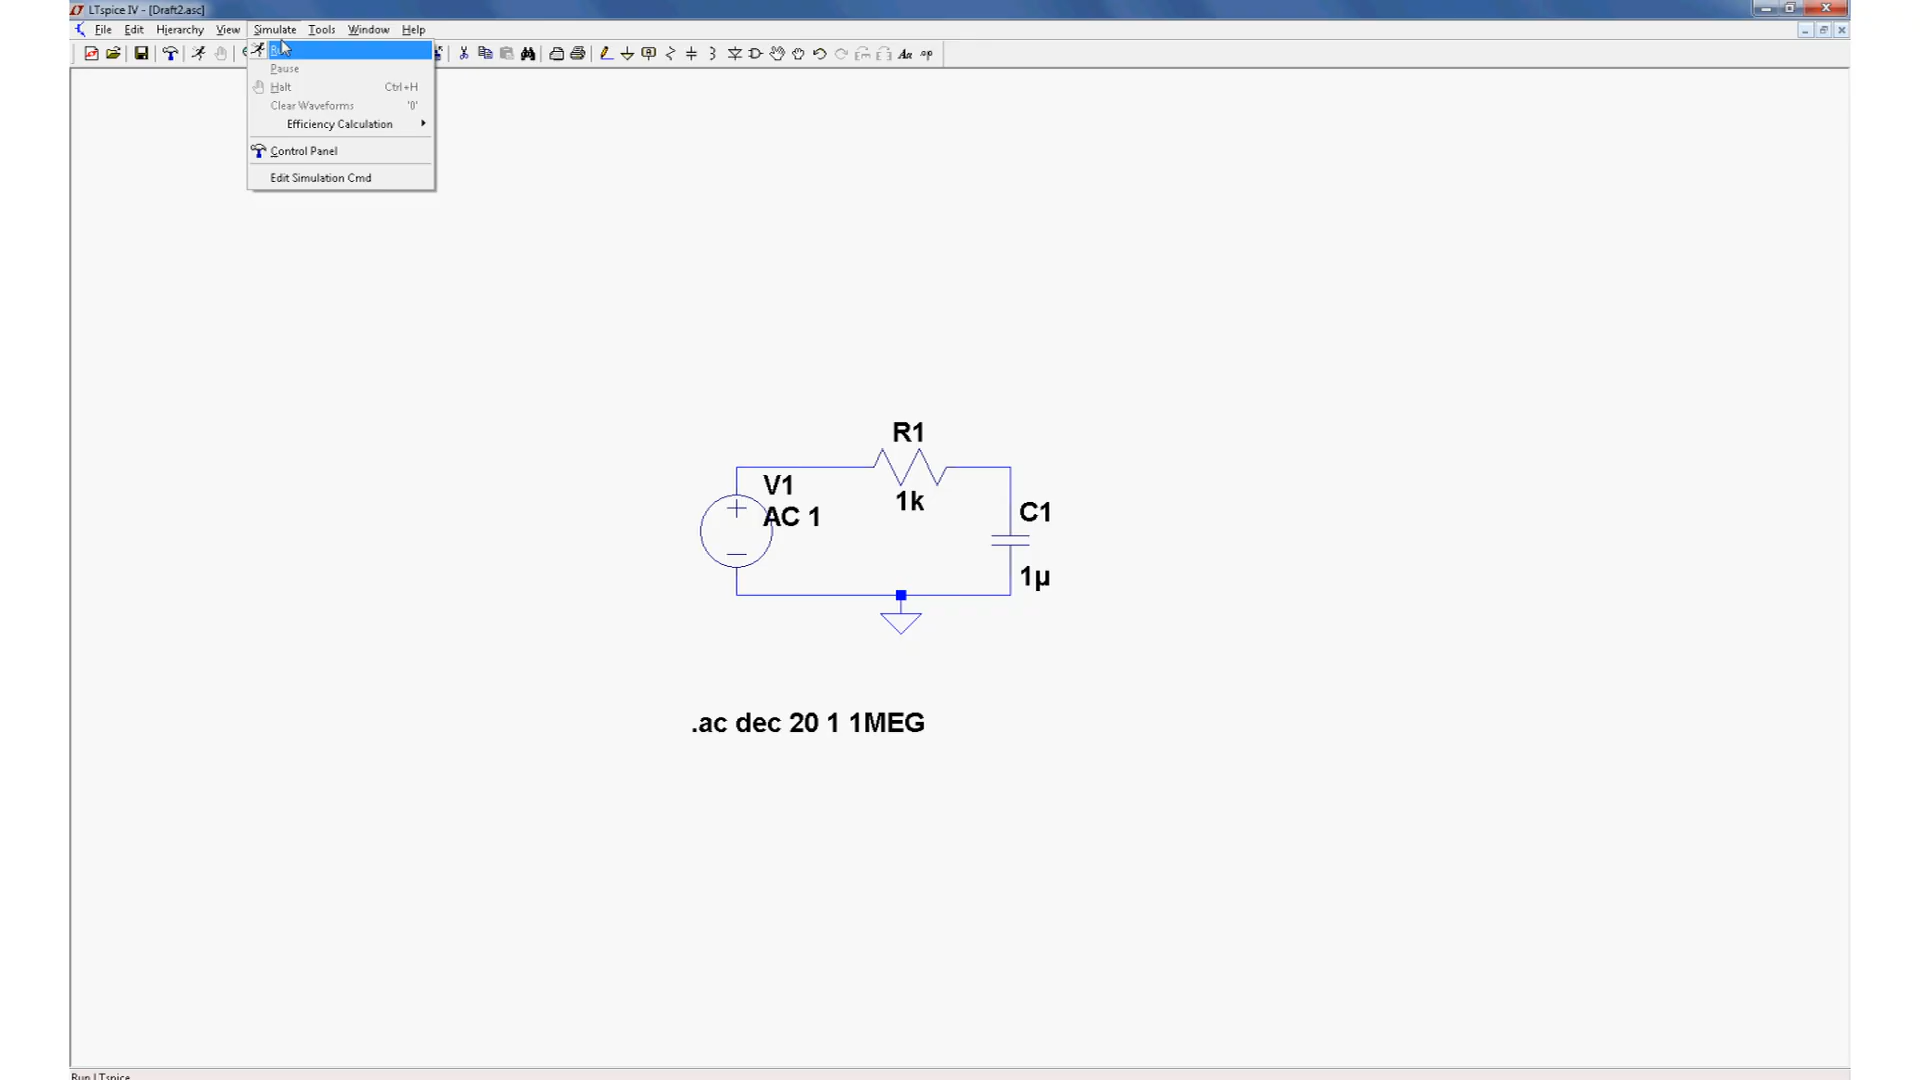 LTspice IV - [Draft2.asc]
File Edit Hierarchy View Simulate Tools Window Help
Pause
Halt Ctrl+H
Clear Waveforms '0'
Efficiency Calculation
Control Panel
Edit Simulation Cmd
R1
V1
1k
AC 1
C1
1µ
.ac dec 20 1 1MEG
Run LTspice